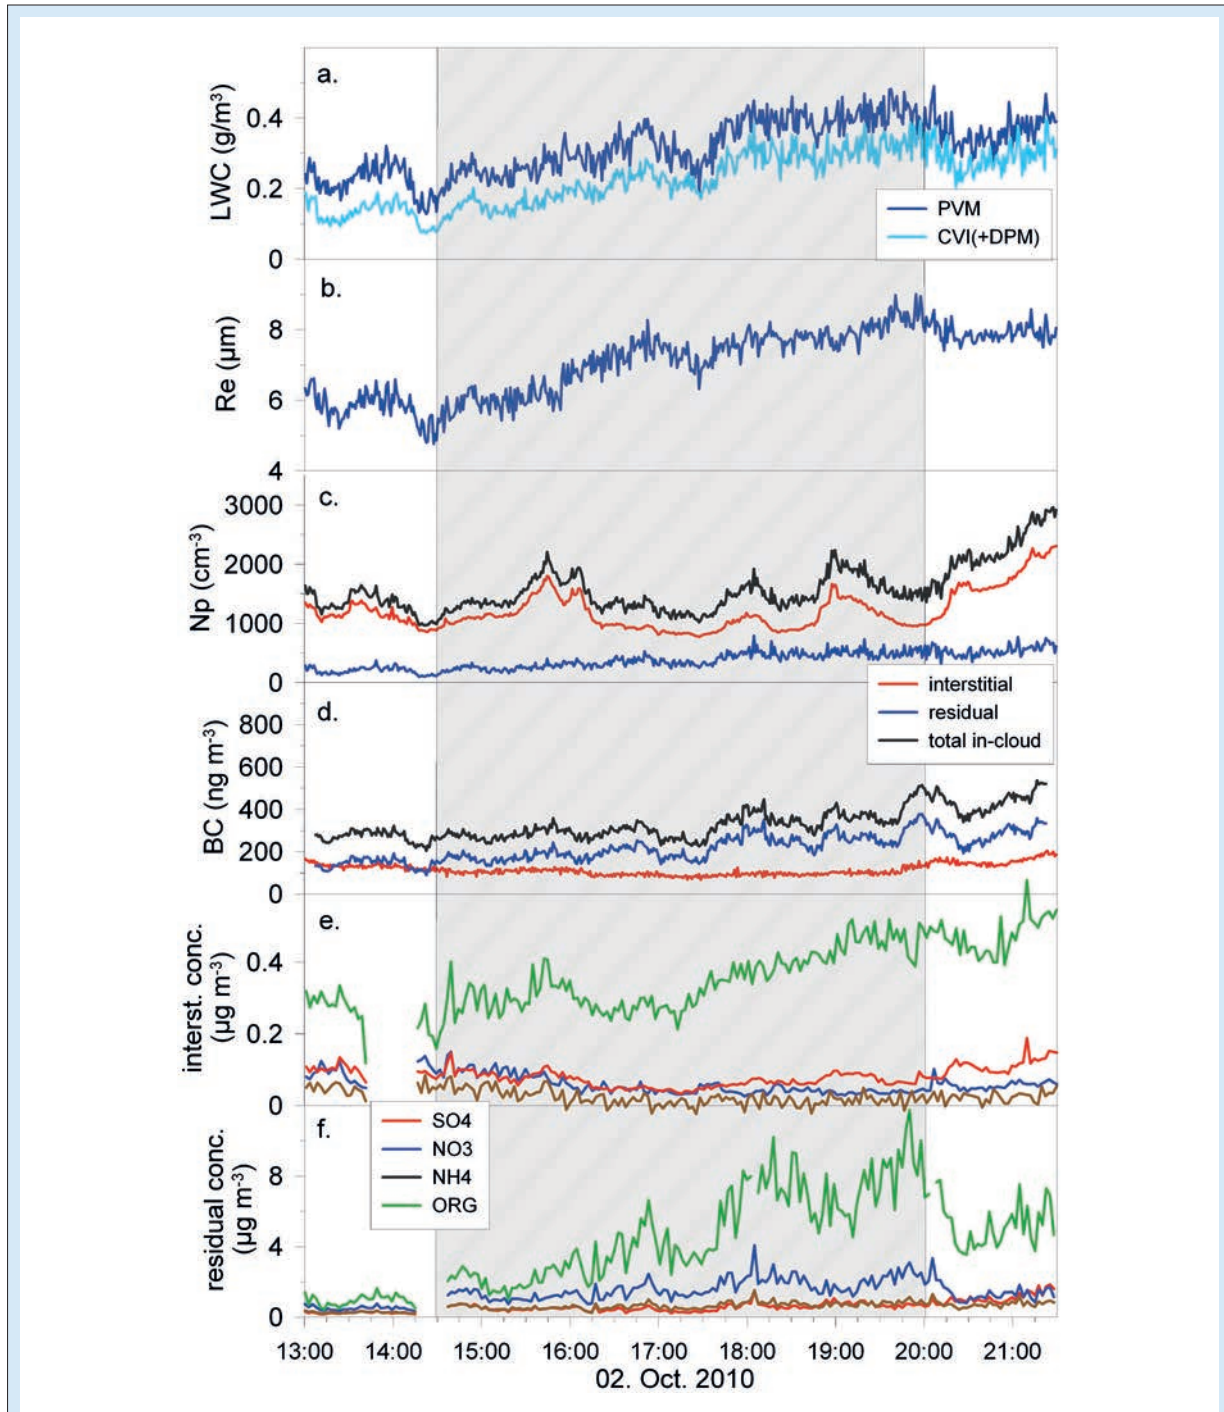 a.
LWC (g/m³)
0.4
0.2
0
PVM
CVI(+DPM)
b.
Re (µm)
8
6
4
c.
Np (cm⁻³)
3000
2000
1000
0
interstitial
residual
total in-cloud
d.
BC (ng m⁻³)
800
600
400
200
0
e.
interst. conc.
(µg m⁻³)
0.4
0.2
0
SO4
NO3
NH4
ORG
f.
residual conc.
(µg m⁻³)
8
4
0
13:00 14:00 15:00 16:00 17:00 18:00 19:00 20:00 21:00
02. Oct. 2010